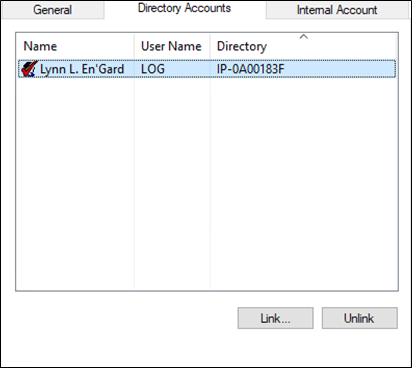 General Directory Accounts Internal Account
Name User Name Directory
Lynn L. En'Gard LOG IP-0A00183F
Link... Unlink